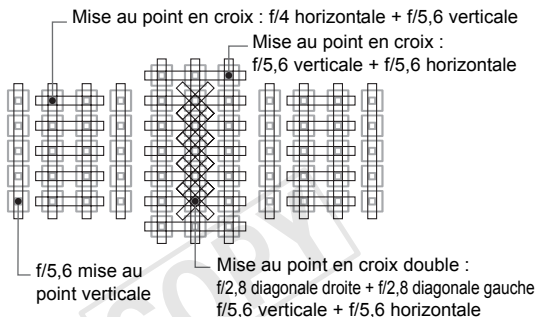 Mise au point en croix : f/4 horizontale + f/5,6 verticale
Mise au point en croix :
f/5,6 verticale + f/5,6 horizontale
f/5,6 mise au
point verticale
Mise au point en croix double :
f/2,8 diagonale droite + f/2,8 diagonale gauche
f/5,6 verticale + f/5,6 horizontale
COPY